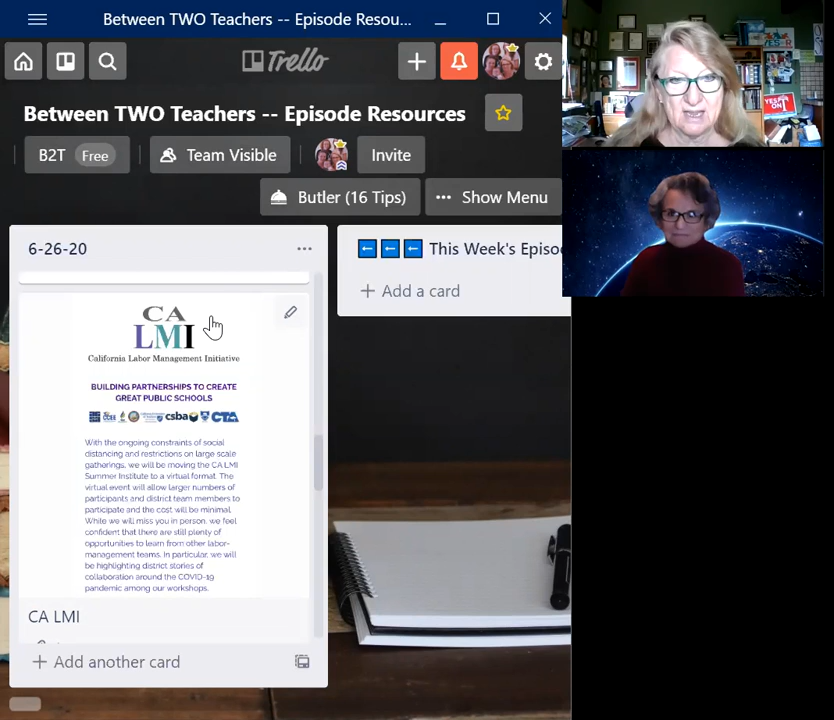 Between TWO Teachers -- Episode Resou...
Trello
Between TWO Teachers -- Episode Resources
B2T Free
Team Visible
Invite
Butler (16 Tips)
... Show Menu
6-26-20
This Week's Episo
+ Add a card
CA
LMI
California Labor Management Initiative
BUILDING PARTNERSHIPS TO CREATE
GREAT PUBLIC SCHOOLS
csba CTA
With the ongoing constraints of social
distancing and restrictions on large scale
gatherings, we will be moving the CA LMI
Summer Institute to a virtual format. The
virtual event will allow larger numbers of
participants and district team members to
participate and the cost will be minimal.
While we will miss you in person, we feel
confident that there are still plenty of
opportunities to learn from other labor-
management teams. In particular, we will
be highlighting district stories of
collaboration around the COVID-19
pandemic among our workshops.
CA LMI
+ Add another card